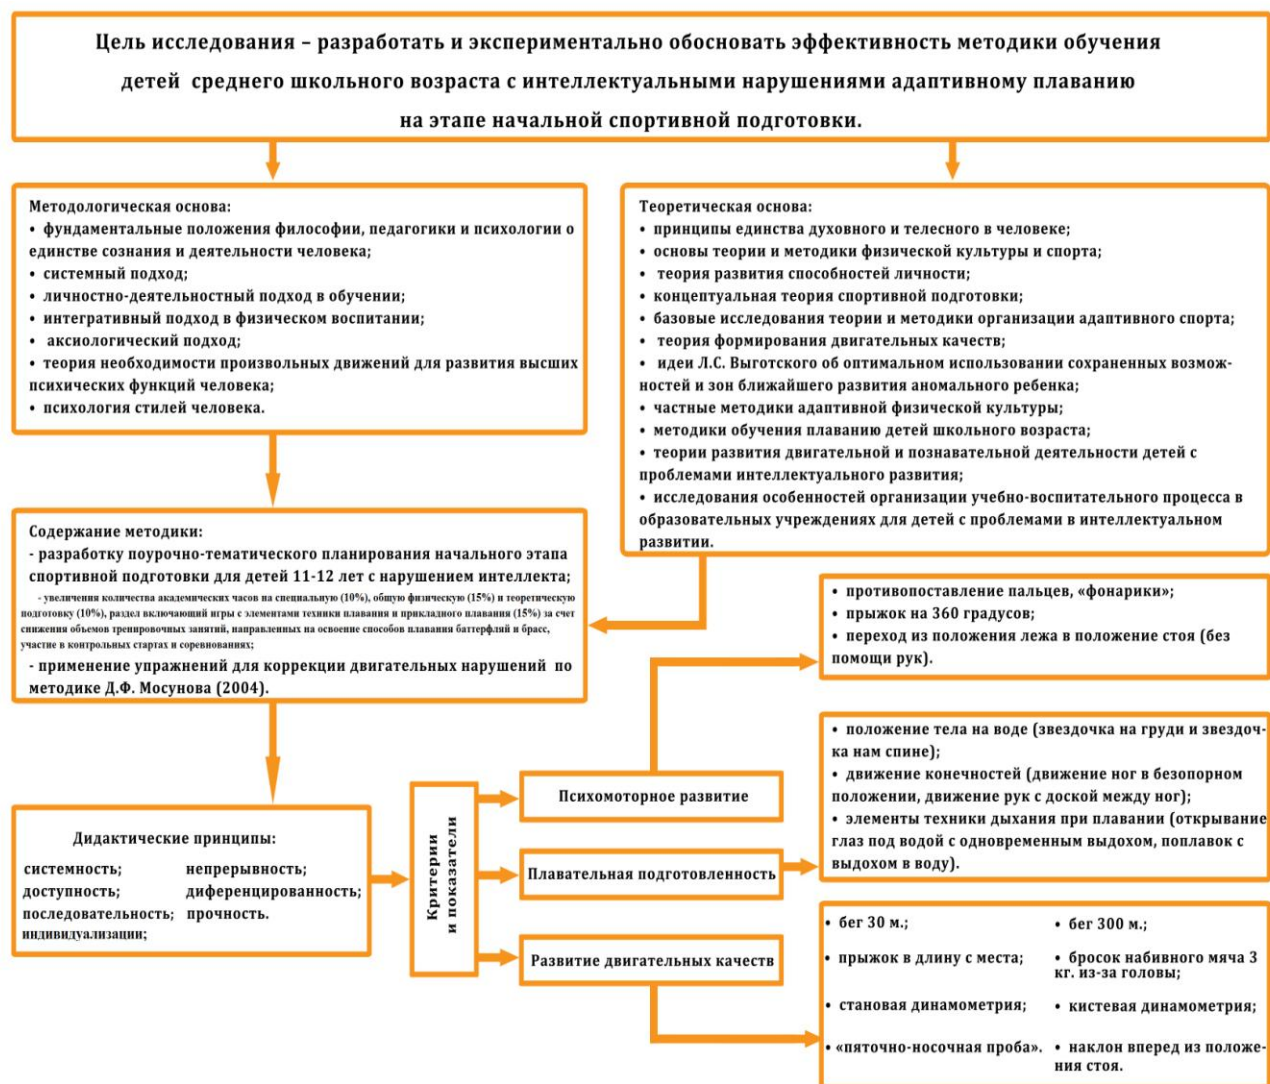 Цель исследования – разработать и экспериментально обосновать эффективность методики обучения
детей среднего школьного возраста с интеллектуальными нарушениями адаптивному плаванию
на этапе начальной спортивной подготовки.
Методологическая основа:
• фундаментальные положения философии, педагогики и психологии о
единстве сознания и деятельности человека;
• системный подход;
• личностно-деятельностный подход в обучении;
• интегративный подход в физическом воспитании;
• аксиологический подход;
• теория необходимости произвольных движений для развития высших
психических функций человека;
• психология стилей человека.
Теоретическая основа:
• принципы единства духовного и телесного в человеке;
• основы теории и методики физической культуры и спорта;
• теория развития способностей личности;
• концептуальная теория спортивной подготовки;
• базовые исследования теории и методики организации адаптивного спорта;
• теория формирования двигательных качеств;
• идеи Л.С. Выготского об оптимальном использовании сохраненных возмож-
ностей и зон ближайшего развития аномального ребенка;
• частные методики адаптивной физической культуры;
• методики обучения плаванию детей школьного возраста;
• теории развития двигательной и познавательной деятельности детей с
проблемами интеллектуального развития;
• исследования особенностей организации учебно-воспитательного процесса в
образовательных учреждениях для детей с проблемами в интеллектуальном
развитии.
Содержание методики:
- разработку поурочно-тематического планирования начального этапа
спортивной подготовки для детей 11-12 лет с нарушением интеллекта;
- увеличения количества академических часов на специальную (10%), общую физическую (15%) и теоретическую
подготовку (10%), раздел включающий игры с элементами техники плавания и прикладного плавания (15%) за счет
снижения объемов тренировочных занятий, направленных на освоение способов плавания баттерфляй и брасс,
участие в контрольных стартах и соревнованиях;
- применение упражнений для коррекции двигательных нарушений по
методике Д.Ф. Мосунова (2004).
Дидактические принципы:
системность; непрерывность;
доступность; диференцированность;
последовательность; прочность.
индивидуализации;
Критерии
и показатели
Психомоторное развитие
Плавательная подготовленность
Развитие двигательных качеств
• противопоставление пальцев, «фонарики»;
• прыжок на 360 градусов;
• переход из положения лежа в положение стоя (без
помощи рук).
• положение тела на воде (звездочка на груди и звездоч-
ка нам спине);
• движение конечностей (движение ног в безопорном
положении, движение рук с доской между ног);
• элементы техники дыхания при плавании (открывание
глаз под водой с одновременным выдохом, поплавок с
выдохом в воду).
• бег 30 м.; • бег 300 м.;
• прыжок в длину с места; • бросок набивного мяча 3
кг. из-за головы;
• становая динамометрия; • кистевая динамометрия;
• «пяточно-носочная проба». • наклон вперед из положе-
ния стоя.